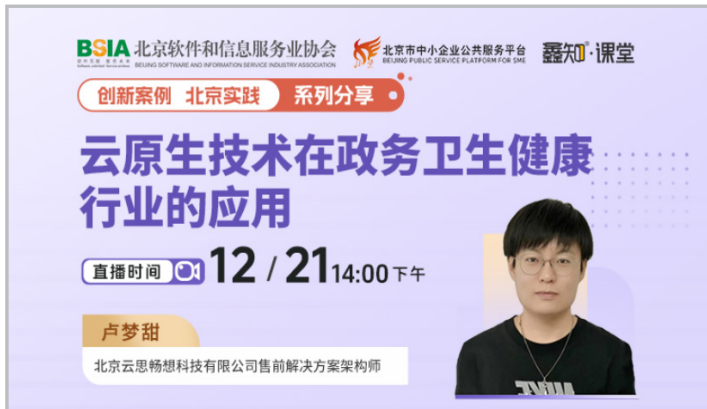 BSIA 北京软件和信息服务业协会
BEIJING SOFTWARE AND INFORMATION SERVICE INDUSTRY ASSOCIATION
北京市中小企业公共服务平台
BEIJING PUBLIC SERVICE PLATFORM FOR SME
鑫知·课堂
创新案例 北京实践 系列分享
云原生技术在政务卫生健康
行业的应用
直播时间 12 / 21 14:00 下午
卢梦甜
北京云思畅想科技有限公司售前解决方案架构师